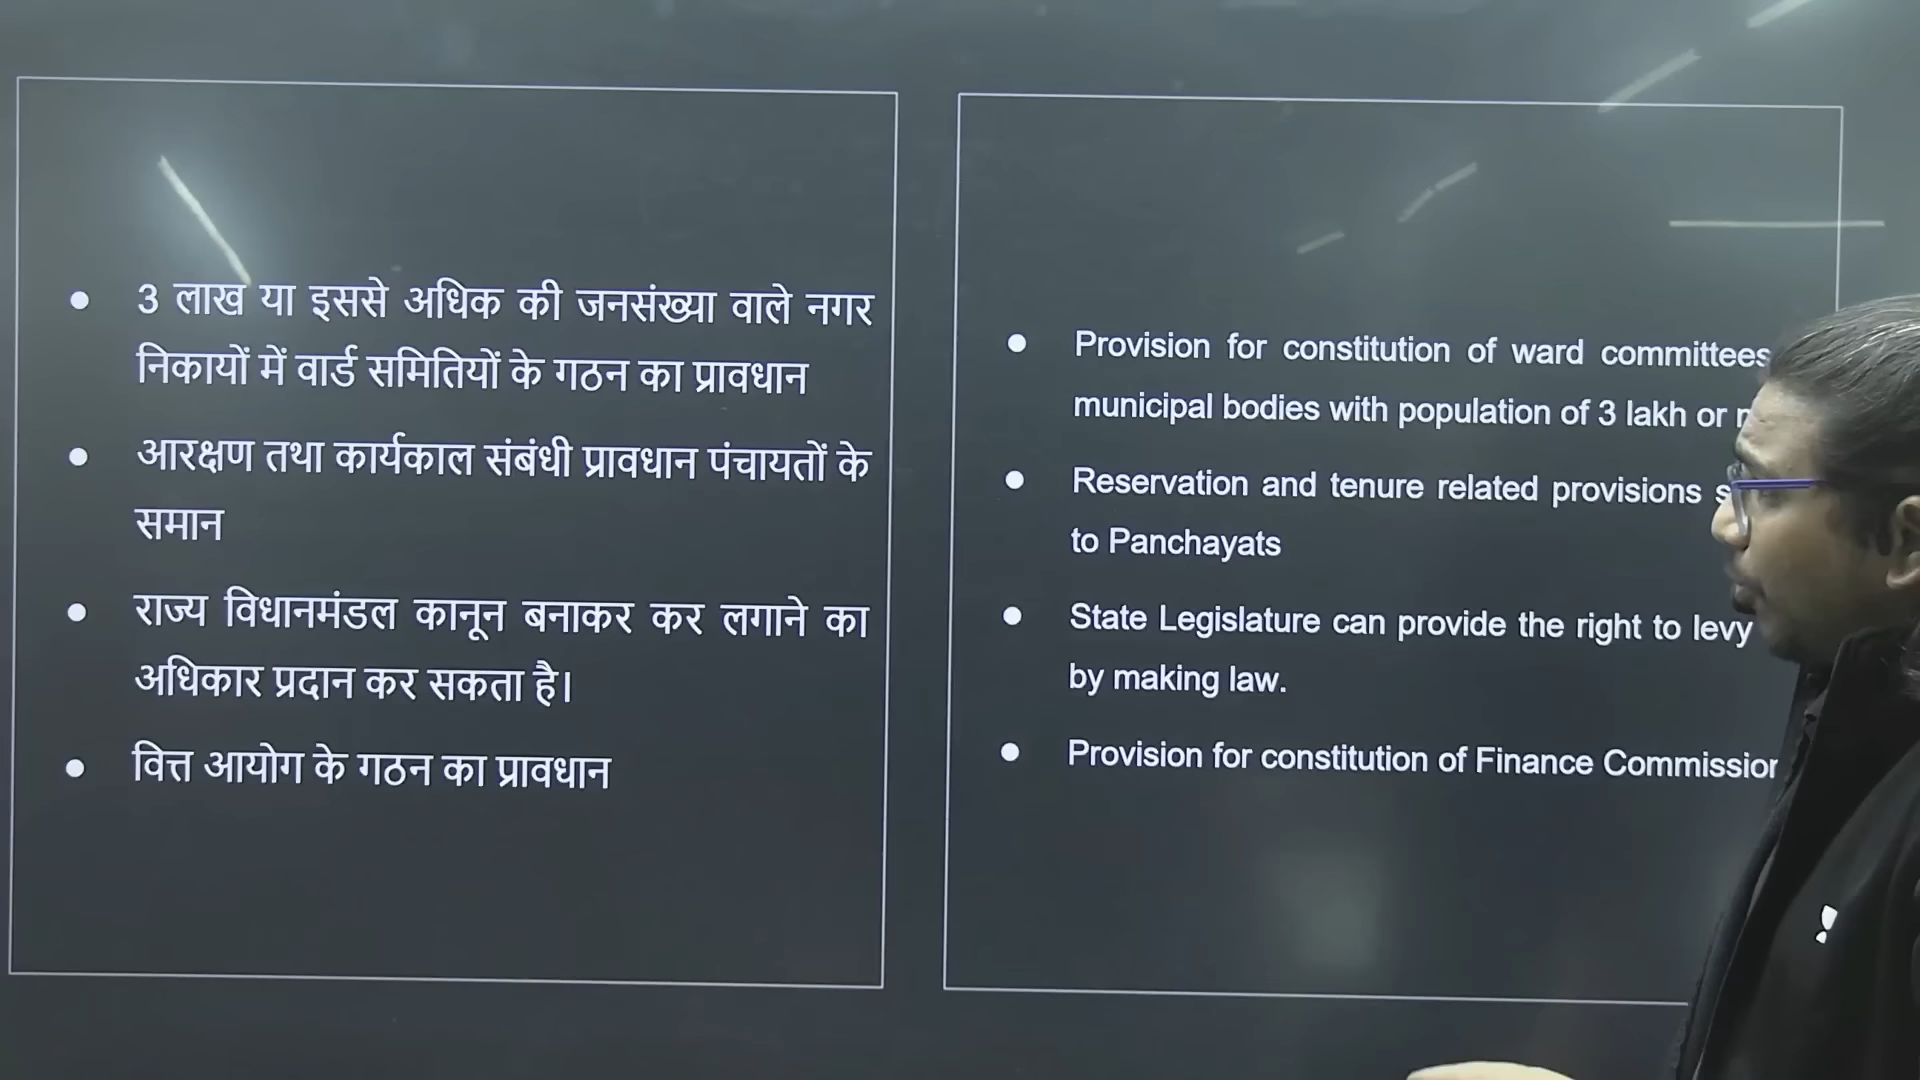 • 3 लाख या इससे अधिक की जनसंख्या वाले नगर
निकायों में वार्ड समितियों के गठन का प्रावधान
• आरक्षण तथा कार्यकाल संबंधी प्रावधान पंचायतों के
समान
• राज्य विधानमंडल कानून बनाकर कर लगाने का
अधिकार प्रदान कर सकता है।
• वित्त आयोग के गठन का प्रावधान
• Provision for constitution of ward committees
municipal bodies with population of 3 lakh or
• Reservation and tenure related provisions
to Panchayats
• State Legislature can provide the right to levy
by making law.
• Provision for constitution of Finance Commission